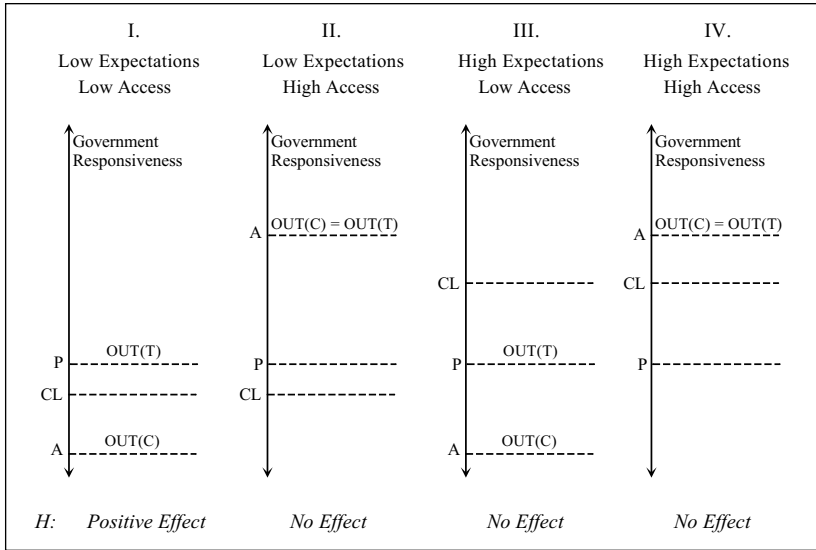 I.
Low Expectations
Low Access
II.
Low Expectations
High Access
III.
High Expectations
Low Access
IV.
High Expectations
High Access
Government
Responsiveness
P
OUT(T)
CL
A
OUT(C)
Government
Responsiveness
A
OUT(C) = OUT(T)
P
CL
Government
Responsiveness
CL
P
OUT(T)
A
OUT(C)
Government
Responsiveness
A
OUT(C) = OUT(T)
CL
P
H: Positive Effect No Effect No Effect No Effect